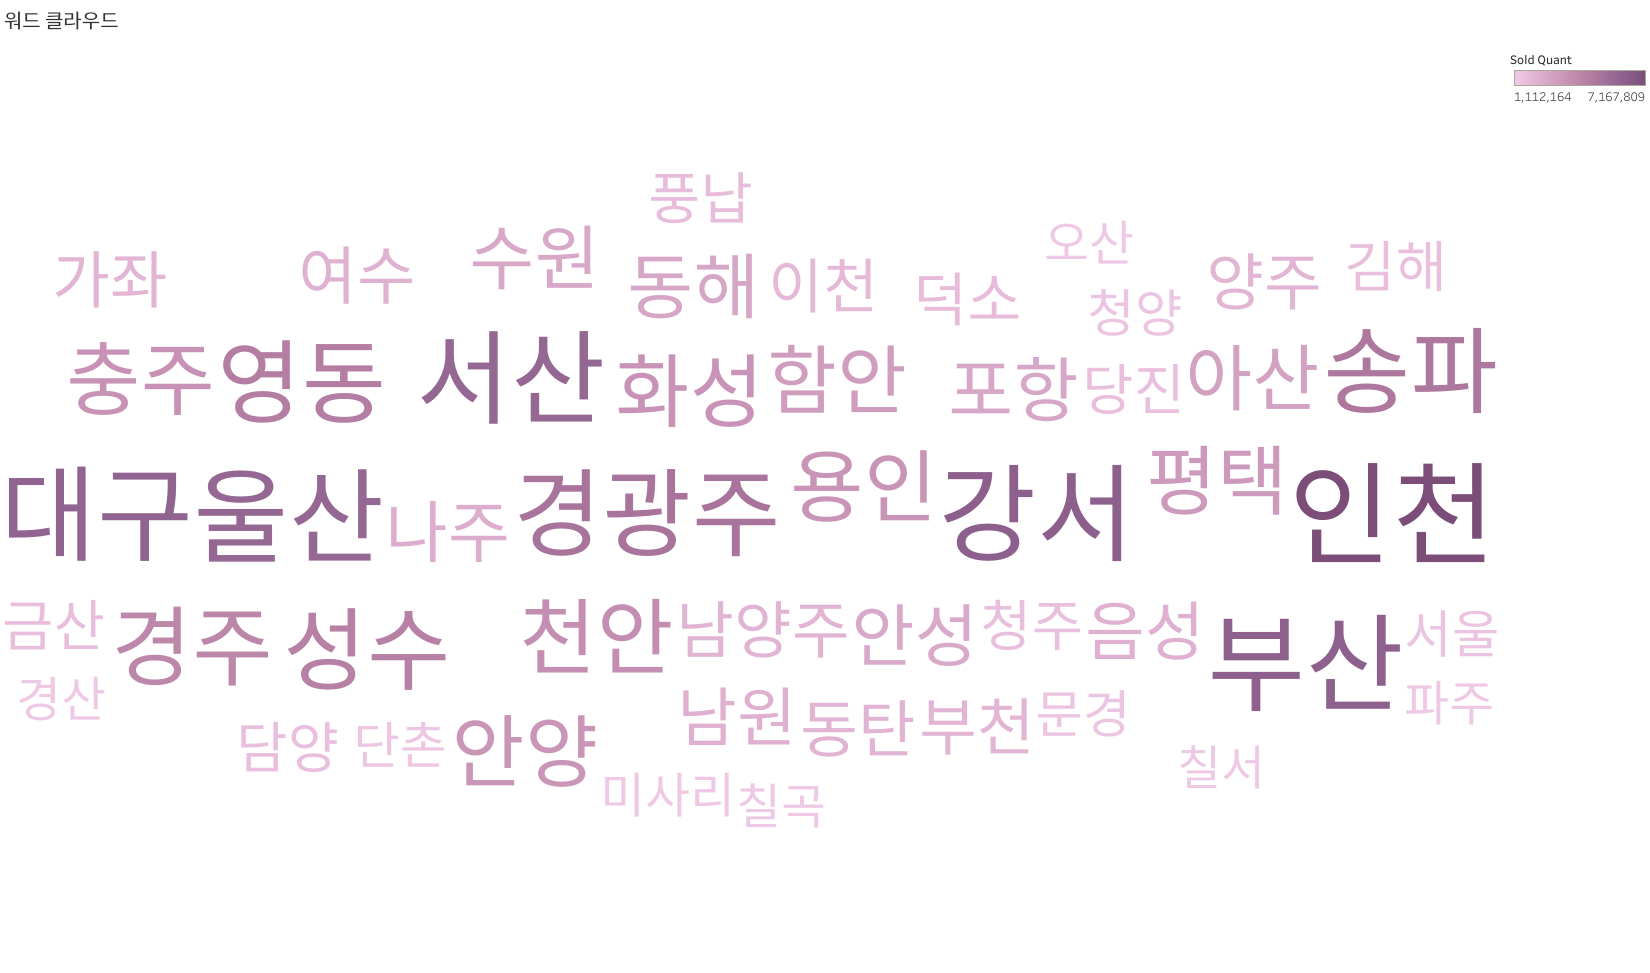 워드 클라우드
Sold Quant
1,112,164 7,167,809
풍납
가좌 여수 수원 동해 이천 덕소 오산 청양 양주 김해
충주 영동 서산 화성 함안 포항 당진 아산 송파
대구 울산 나주 경광주 용인 강서 평택 인천
금산 경주 성수 천안 남양주 안성 청주 음성 부산 서울
경산 담양 단촌 안양 남원 동탄 부천 문경 파주
미사리 칠곡 칠서